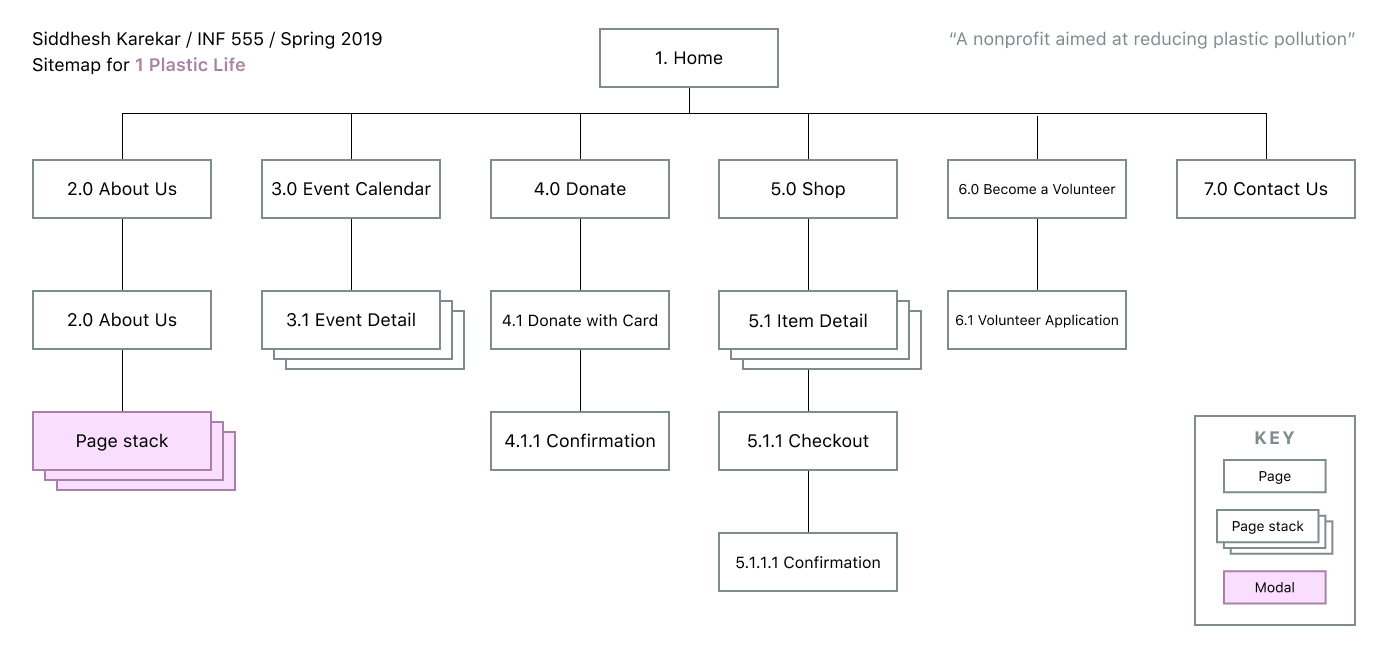 Siddhesh Karekar / INF 555 / Spring 2019
Sitemap for 1 Plastic Life
“A nonprofit aimed at reducing plastic pollution”
1. Home
2.0 About Us
3.0 Event Calendar
4.0 Donate
5.0 Shop
6.0 Become a Volunteer
7.0 Contact Us
2.0 About Us
3.1 Event Detail
4.1 Donate with Card
5.1 Item Detail
6.1 Volunteer Application
Page stack
4.1.1 Confirmation
5.1.1 Checkout
5.1.1.1 Confirmation
KEY
Page
Page stack
Modal